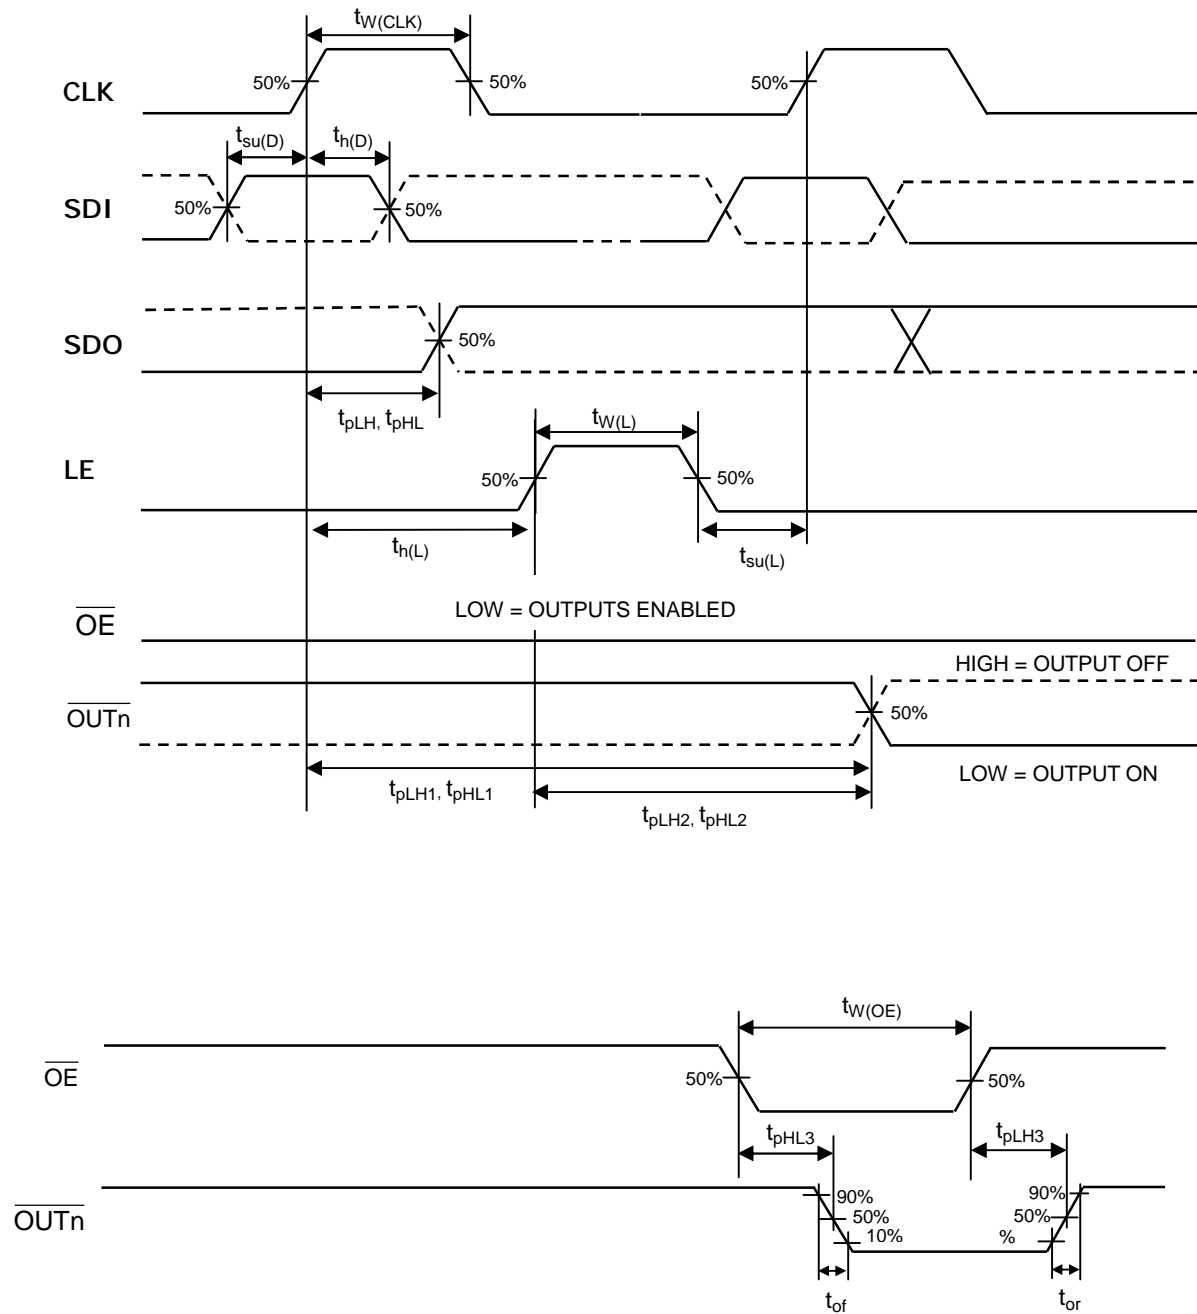 tW(CLK)
CLK
50%
50%
50%
tsu(D)
th(D)
SDI
50%
50%
SDO
50%
tpLH, tpHL
tW(L)
LE
50%
50%
th(L)
tsu(L)
OE
LOW = OUTPUTS ENABLED
HIGH = OUTPUT OFF
OUTn
50%
LOW = OUTPUT ON
tpLH1, tpHL1
tpLH2, tpHL2
tW(OE)
OE
50%
50%
tpHL3
tpLH3
OUTn
90%
50%
10%
90%
50%
%
tof
tor